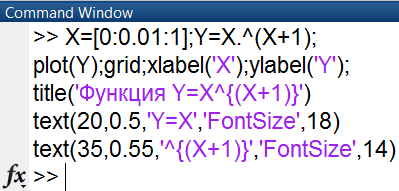 Command Window
>> X=[0:0.01:1];Y=X.^(X+1);
plot(Y);grid;xlabel('X');ylabel('Y');
title('Функция Y=X^{(X+1)}')
text(20,0.5,'Y=X','FontSize',18)
text(35,0.55,'^{(X+1)}','FontSize',14)
fx >>